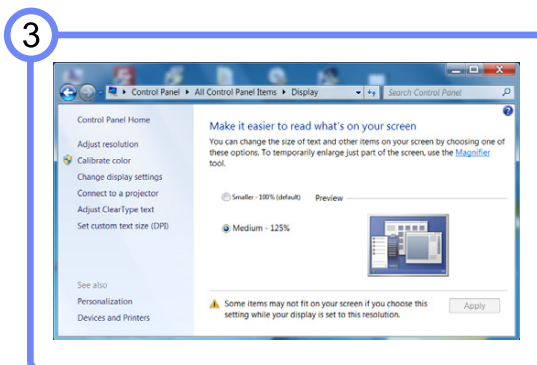 3
Control Panel ▸ All Control Panel Items ▸ Display
Search Control Panel
Control Panel Home
Adjust resolution
Calibrate color
Change display settings
Connect to a projector
Adjust ClearType text
Set custom text size (DPI)
See also
Personalization
Devices and Printers
Make it easier to read what's on your screen
You can change the size of text and other items on your screen by choosing one of
these options. To temporarily enlarge just part of the screen, use the Magnifier
tool.
Smaller - 100% (default) Preview
Medium - 125%
Some items may not fit on your screen if you choose this
setting while your display is set to this resolution.
Apply